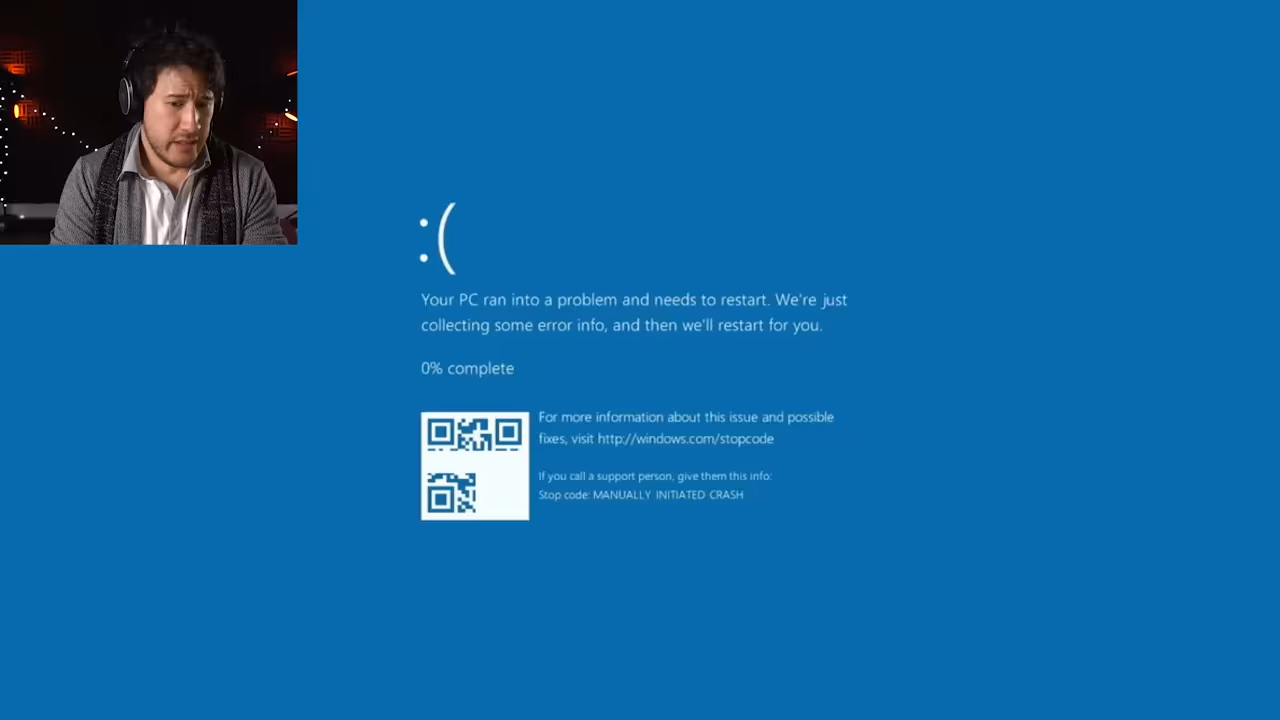 :(
Your PC ran into a problem and needs to restart. We're just
collecting some error info, and then we'll restart for you.
0% complete
For more information about this issue and possible
fixes, visit http://windows.com/stopcode
If you call a support person, give them this info:
Stop code: MANUALLY INITIATED CRASH